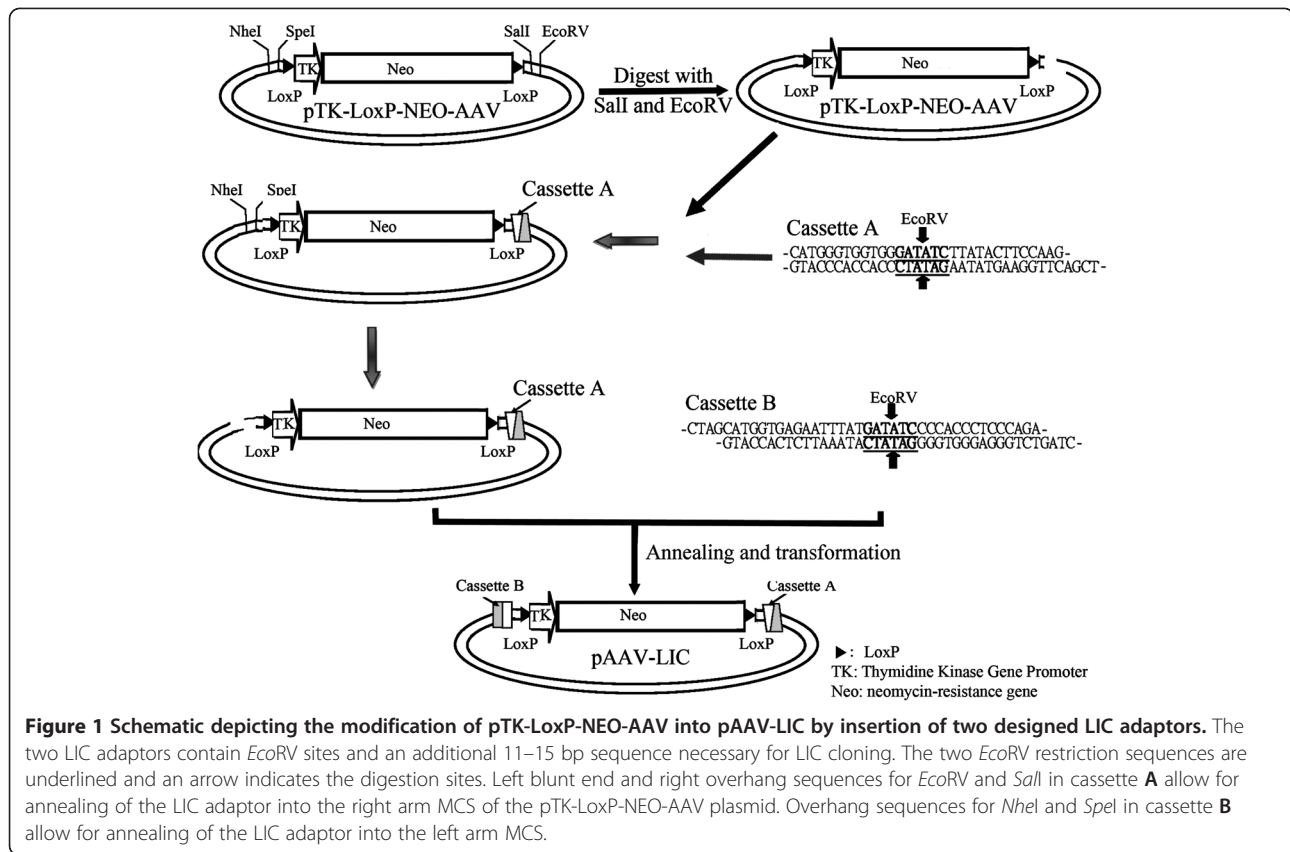 NheI SpeI
SalI EcoRV
TK
Neo
LoxP
LoxP
pTK-LoxP-NEO-AAV
Digest with
SalI and EcoRV
TK
Neo
LoxP
LoxP
pTK-LoxP-NEO-AAV
NheI SpeI
Cassette A
TK
Neo
LoxP
LoxP
EcoRV
Cassette A
-CATGGGTGGTGGGATATCTTATACTTCCAAG-
-GTACCCACCACCCTATAGAATATGAAGGTTCAGCT-
Cassette A
TK
Neo
LoxP
LoxP
EcoRV
Cassette B
-CTAGCATGGTGAGAATTTATGATATCCCCACCCTCCCAGA-
-GTACCACTCTTAAATACTATAGGGGTGGGAGGGTCTGATC-
Annealing and transformation
Cassette B
Cassette A
TK
Neo
LoxP
LoxP
pAAV-LIC
: LoxP
TK: Thymidine Kinase Gene Promoter
Neo: neomycin-resistance gene
Figure 1 Schematic depicting the modification of pTK-LoxP-NEO-AAV into pAAV-LIC by insertion of two designed LIC adaptors. The
two LIC adaptors contain EcoRV sites and an additional 11–15 bp sequence necessary for LIC cloning. The two EcoRV restriction sequences are
underlined and an arrow indicates the digestion sites. Left blunt end and right overhang sequences for EcoRV and SalI in cassette A allow for
annealing of the LIC adaptor into the right arm MCS of the pTK-LoxP-NEO-AAV plasmid. Overhang sequences for NheI and SpeI in cassette B
allow for annealing of the LIC adaptor into the left arm MCS.